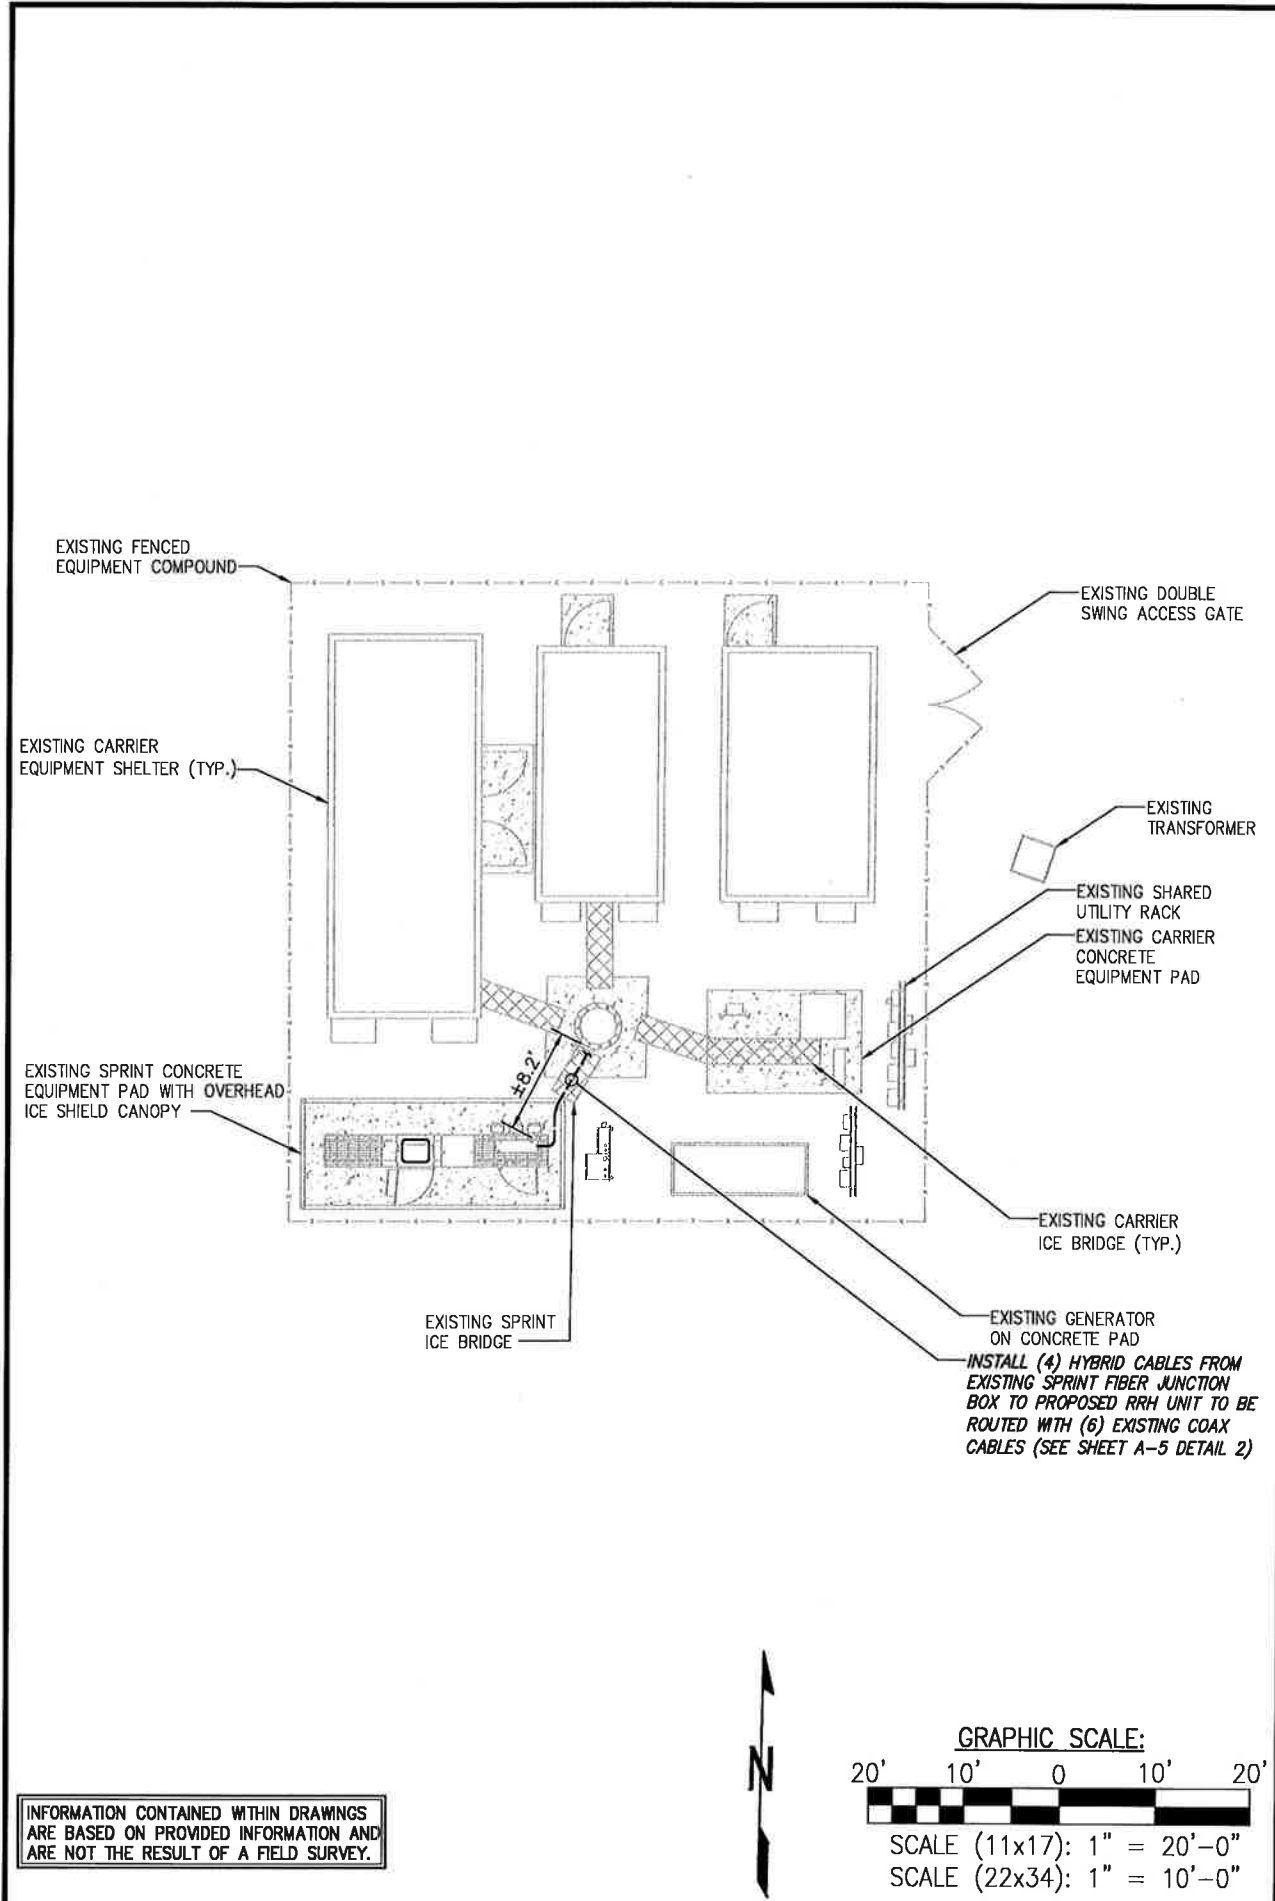 EXISTING FENCED
EQUIPMENT COMPOUND
EXISTING DOUBLE
SWING ACCESS GATE
EXISTING CARRIER
EQUIPMENT SHELTER (TYP.)
EXISTING
TRANSFORMER
EXISTING SHARED
UTILITY RACK
EXISTING CARRIER
CONCRETE
EQUIPMENT PAD
EXISTING SPRINT CONCRETE
EQUIPMENT PAD WITH OVERHEAD
ICE SHIELD CANOPY
±8.2'
EXISTING CARRIER
ICE BRIDGE (TYP.)
EXISTING SPRINT
ICE BRIDGE
EXISTING GENERATOR
ON CONCRETE PAD
INSTALL (4) HYBRID CABLES FROM
EXISTING SPRINT FIBER JUNCTION
BOX TO PROPOSED RRH UNIT TO BE
ROUTED WITH (6) EXISTING COAX
CABLES (SEE SHEET A-5 DETAIL 2)
N
GRAPHIC SCALE:
20' 10' 0 10' 20'
SCALE (11x17): 1" = 20'-0"
SCALE (22x34): 1" = 10'-0"
INFORMATION CONTAINED WITHIN DRAWINGS
ARE BASED ON PROVIDED INFORMATION AND
ARE NOT THE RESULT OF A FIELD SURVEY.